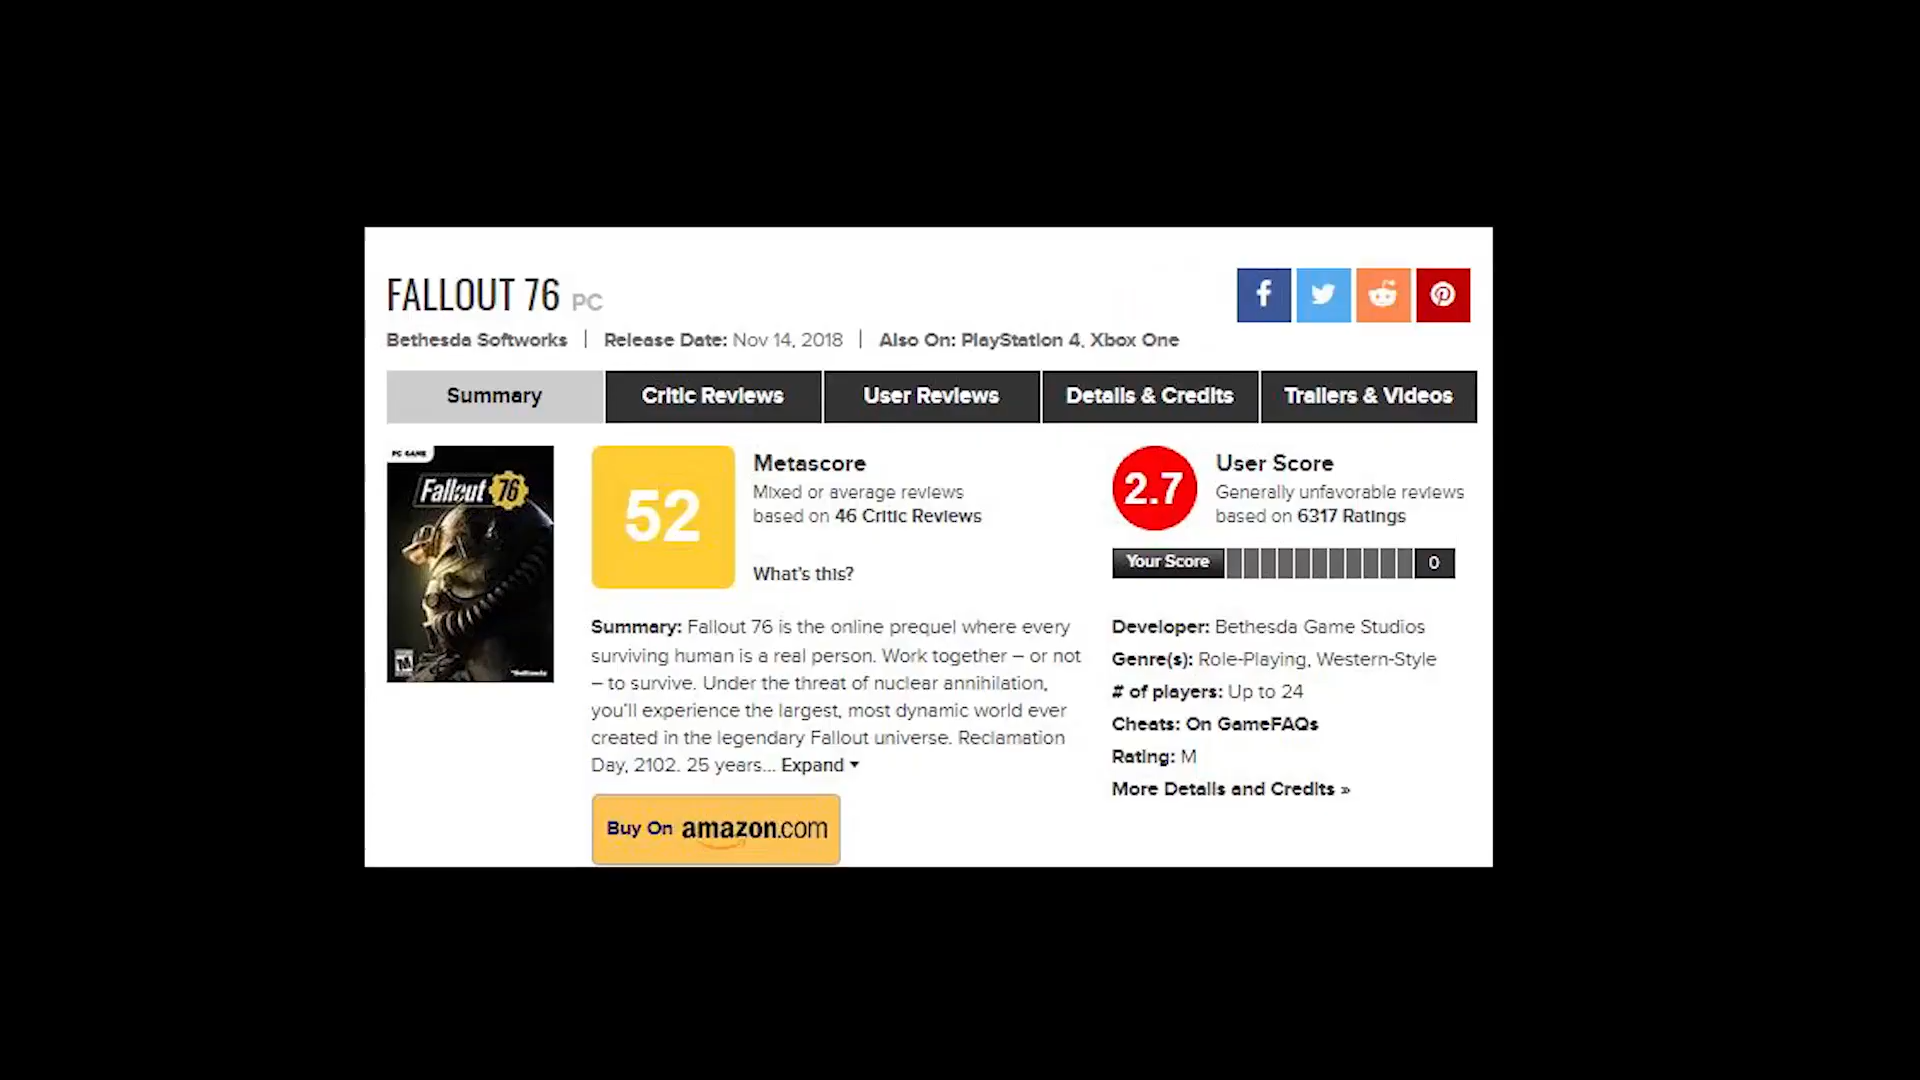 FALLOUT 76 PC
Bethesda Softworks | Release Date: Nov 14, 2018 | Also On: PlayStation 4, Xbox One
Summary
Critic Reviews
User Reviews
Details & Credits
Trailers & Videos
PC GAME
Fallout 76
M
Bethesda
52
Metascore
Mixed or average reviews
based on 46 Critic Reviews
What's this?
Summary: Fallout 76 is the online prequel where every
surviving human is a real person. Work together – or not
– to survive. Under the threat of nuclear annihilation,
you'll experience the largest, most dynamic world ever
created in the legendary Fallout universe. Reclamation
Day, 2102. 25 years... Expand
Buy On amazon.com
2.7
User Score
Generally unfavorable reviews
based on 6317 Ratings
Your Score 0
Developer: Bethesda Game Studios
Genre(s): Role-Playing, Western-Style
# of players: Up to 24
Cheats: On GameFAQs
Rating: M
More Details and Credits »